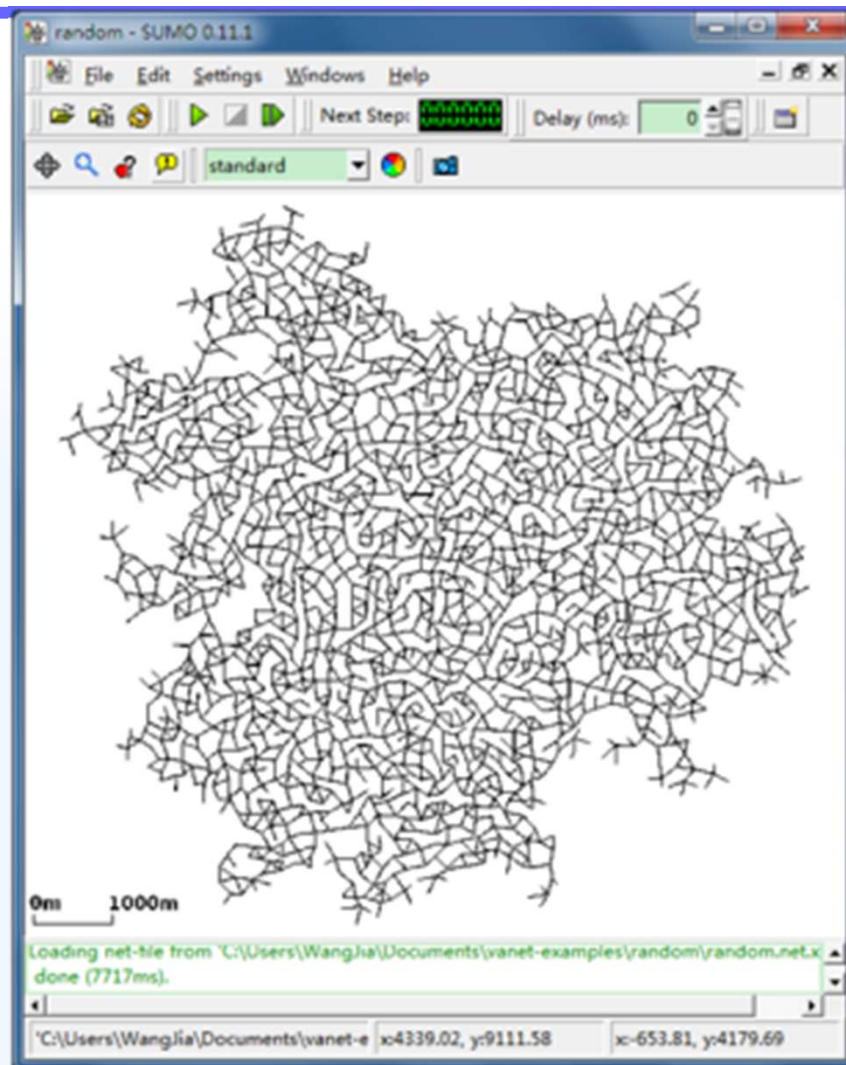 random - SUMO 0.11.1
File Edit Settings Windows Help
Next Step: 000000 Delay (ms): 0
standard
0m 1000m
Loading net-file from 'C:\Users\WangJia\Documents\vanet-examples\random\random.net.x
done (7717ms).
'C:\Users\WangJia\Documents\vanet-e x:4339.02, y:9111.58 x:-653.81, y:4179.69